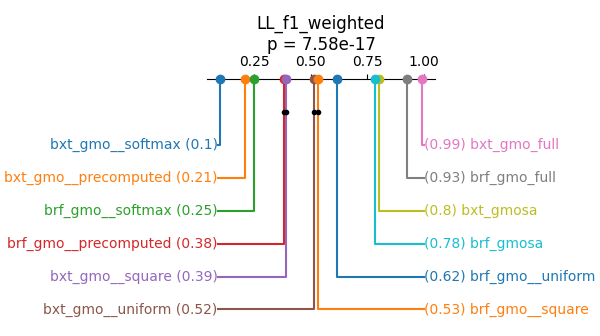 LL_f1_weighted
p = 7.58e-17
0.25 0.50 0.75 1.00
bxt_gmo__softmax (0.1)
(0.99) bxt_gmo_full
bxt_gmo__precomputed (0.21)
(0.93) brf_gmo_full
brf_gmo__softmax (0.25)
(0.8) bxt_gmosa
brf_gmo__precomputed (0.38)
(0.78) brf_gmosa
bxt_gmo__square (0.39)
(0.62) brf_gmo__uniform
bxt_gmo__uniform (0.52)
(0.53) brf_gmo__square